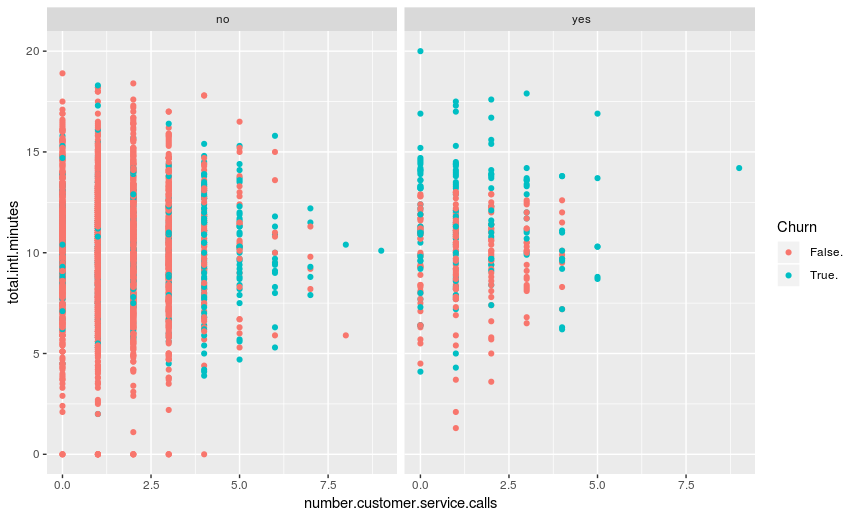 no yes
20
15
10
5
0
total.intl.minutes
0.0 2.5 5.0 7.5 0.0 2.5 5.0 7.5
number.customer.service.calls
Churn
False.
True.